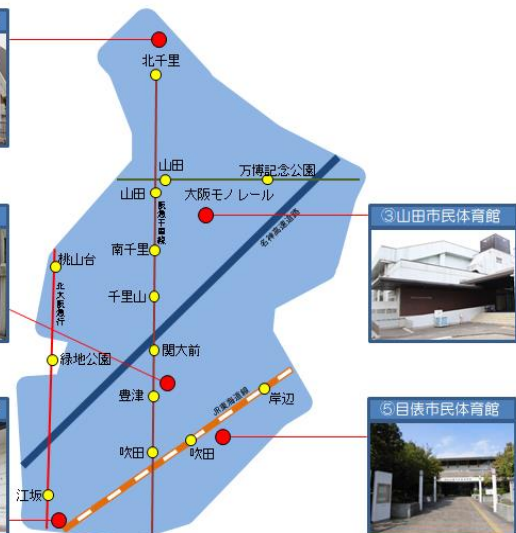 北千里
山田
万博記念公園
山田
大阪モノレール
阪急千里線
名神高速道路
③山田市民体育館
南千里
桃山台
北大阪急行
千里山
緑地公園
関大前
豊津
JR東海道線
岸辺
⑤目俵市民体育館
吹田
吹田
江坂